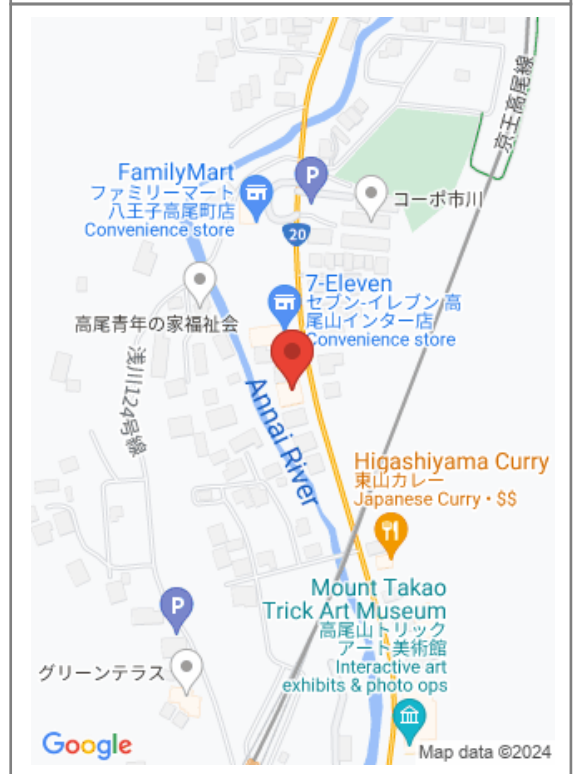 京王高尾線
FamilyMart
ファミリーマート
八王子高尾町店
Convenience store
P
コーポ市川
20
7-Eleven
セブン-イレブン 高
尾山インター店
Convenience store
高尾青年の家福祉会
浅川124号線
Annai River
Higashiyama Curry
東山カレー
Japanese Curry • $$
Mount Takao
Trick Art Museum
高尾山トリック
アート美術館
Interactive art
exhibits & photo ops
P
グリーンテラス
Google
Map data ©2024